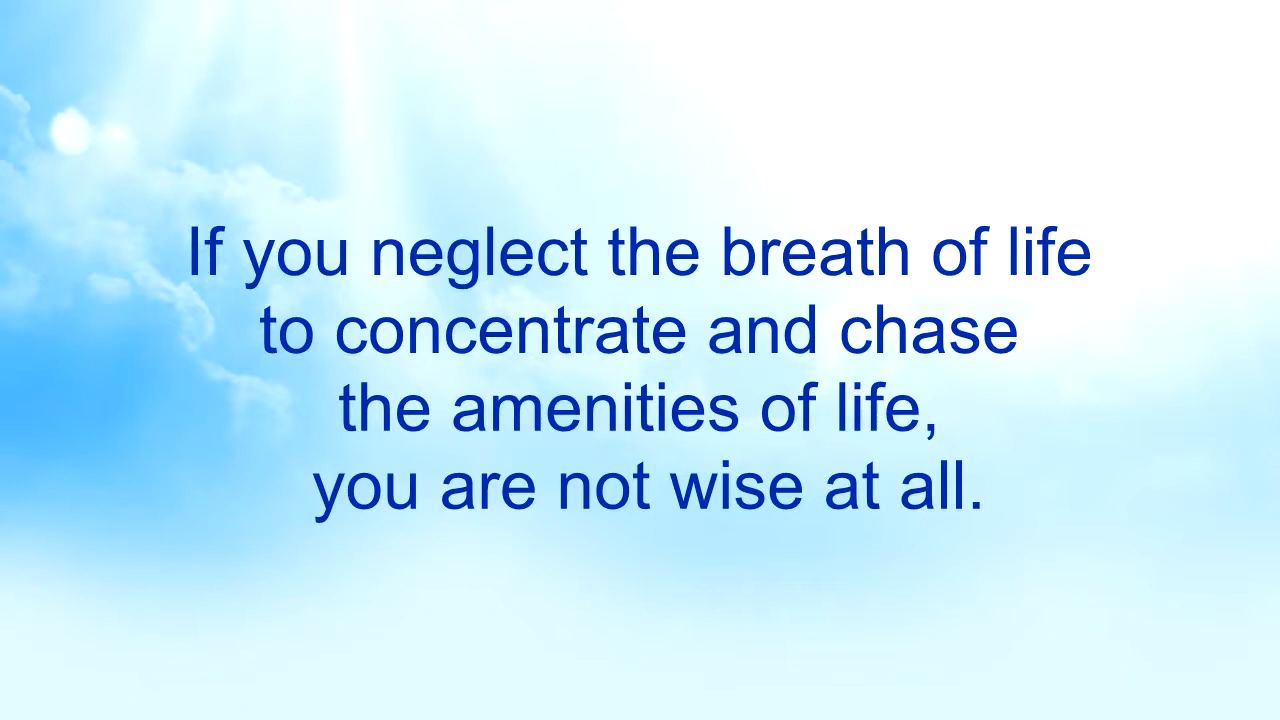 If you neglect the breath of life
to concentrate and chase
the amenities of life,
you are not wise at all.